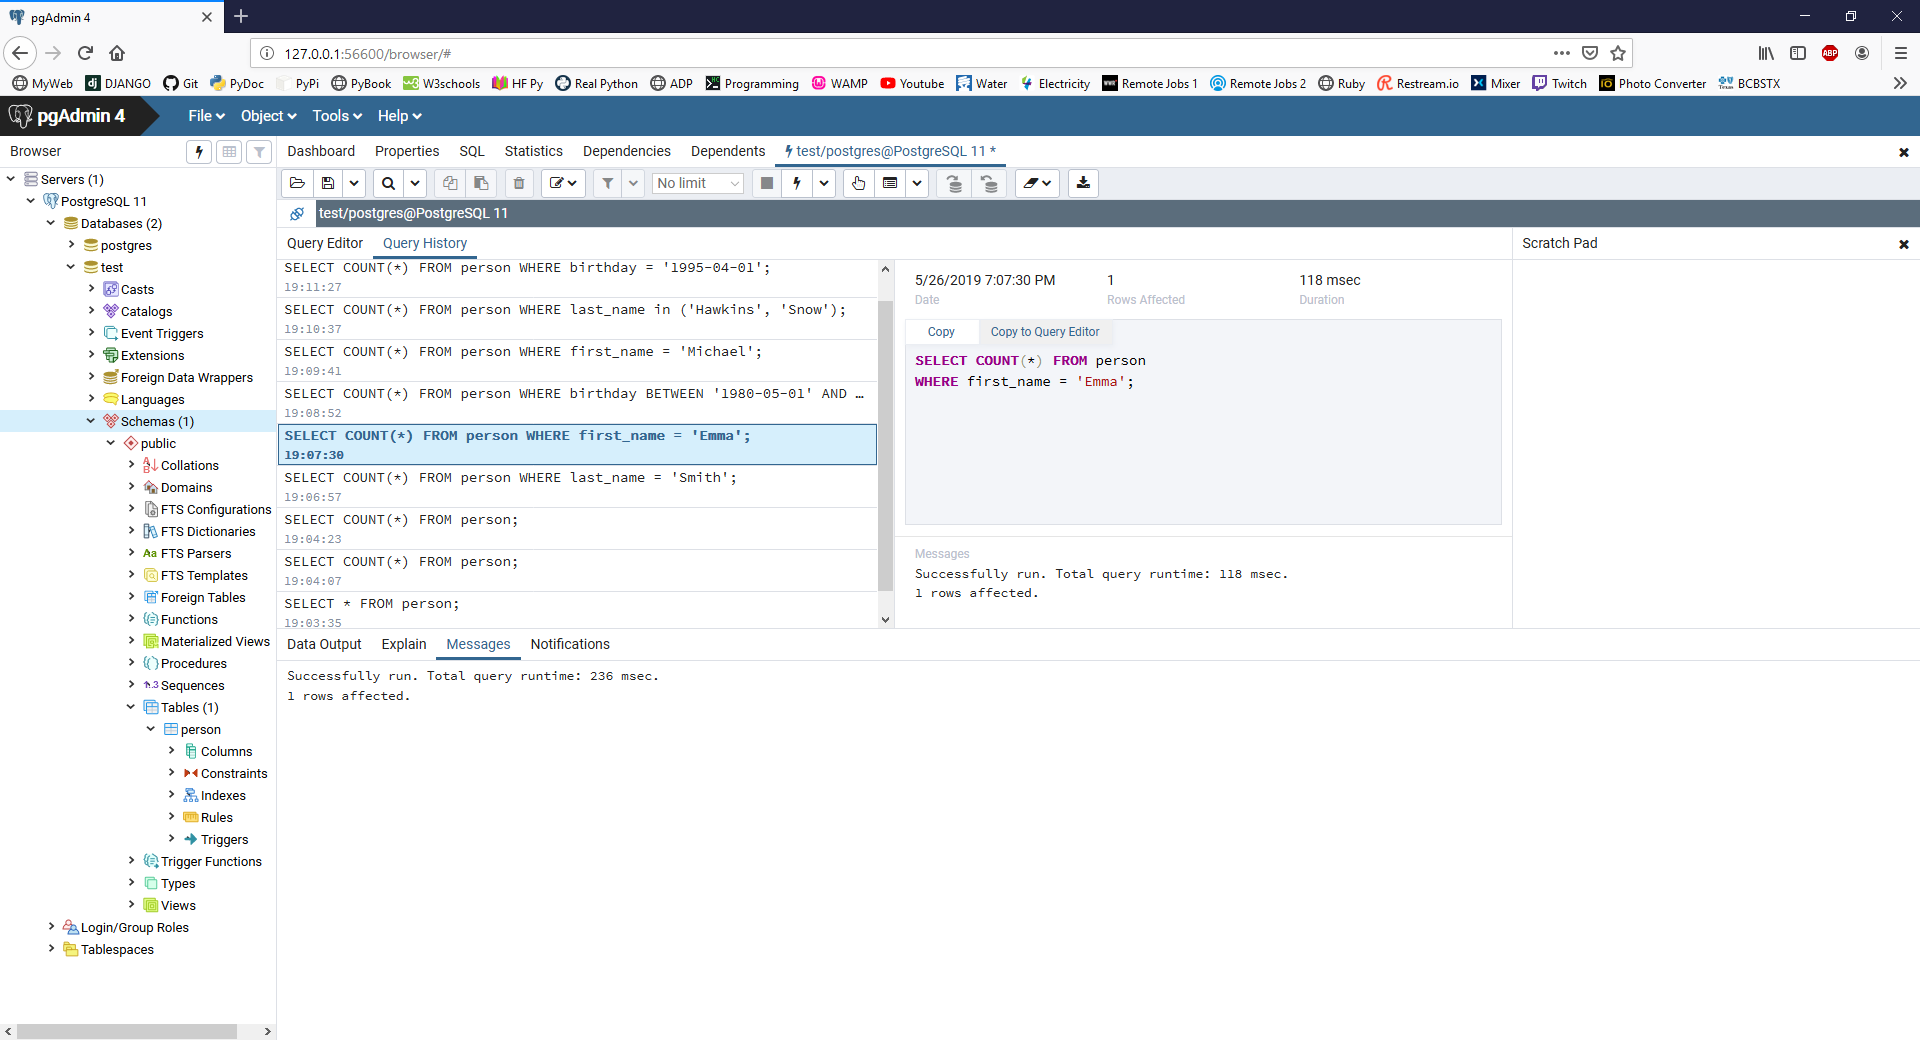 pgAdmin 4
127.0.0.1:56600/browser/#
MyWeb DJANGO Git PyDoc PyPi PyBook W3schools HF Py Real Python ADP Programming WAMP Youtube Water Electricity Remote Jobs 1 Remote Jobs 2 Ruby Restream.io Mixer Twitch Photo Converter BCBSTX
pgAdmin 4 File Object Tools Help
Browser
Servers (1)
PostgreSQL 11
Databases (2)
postgres
test
Casts
Catalogs
Event Triggers
Extensions
Foreign Data Wrappers
Languages
Schemas (1)
public
Collations
Domains
FTS Configurations
FTS Dictionaries
FTS Parsers
FTS Templates
Foreign Tables
Functions
Materialized Views
Procedures
Sequences
Tables (1)
person
Columns
Constraints
Indexes
Rules
Triggers
Trigger Functions
Types
Views
Login/Group Roles
Tablespaces
Dashboard Properties SQL Statistics Dependencies Dependents test/postgres@PostgreSQL 11 *
No limit
test/postgres@PostgreSQL 11
Query Editor Query History
SELECT COUNT(*) FROM person WHERE birthday = '1995-04-01';
19:11:27
SELECT COUNT(*) FROM person WHERE last_name in ('Hawkins', 'Snow');
19:10:37
SELECT COUNT(*) FROM person WHERE first_name = 'Michael';
19:09:41
SELECT COUNT(*) FROM person WHERE birthday BETWEEN '1980-05-01' AND …
19:08:52
SELECT COUNT(*) FROM person WHERE first_name = 'Emma';
19:07:30
SELECT COUNT(*) FROM person WHERE last_name = 'Smith';
19:06:57
SELECT COUNT(*) FROM person;
19:04:23
SELECT COUNT(*) FROM person;
19:04:07
SELECT * FROM person;
19:03:35
5/26/2019 7:07:30 PM 1 118 msec
Date Rows Affected Duration
Copy Copy to Query Editor
SELECT COUNT(*) FROM person
WHERE first_name = 'Emma';
Messages
Successfully run. Total query runtime: 118 msec.
1 rows affected.
Scratch Pad
Data Output Explain Messages Notifications
Successfully run. Total query runtime: 236 msec.
1 rows affected.